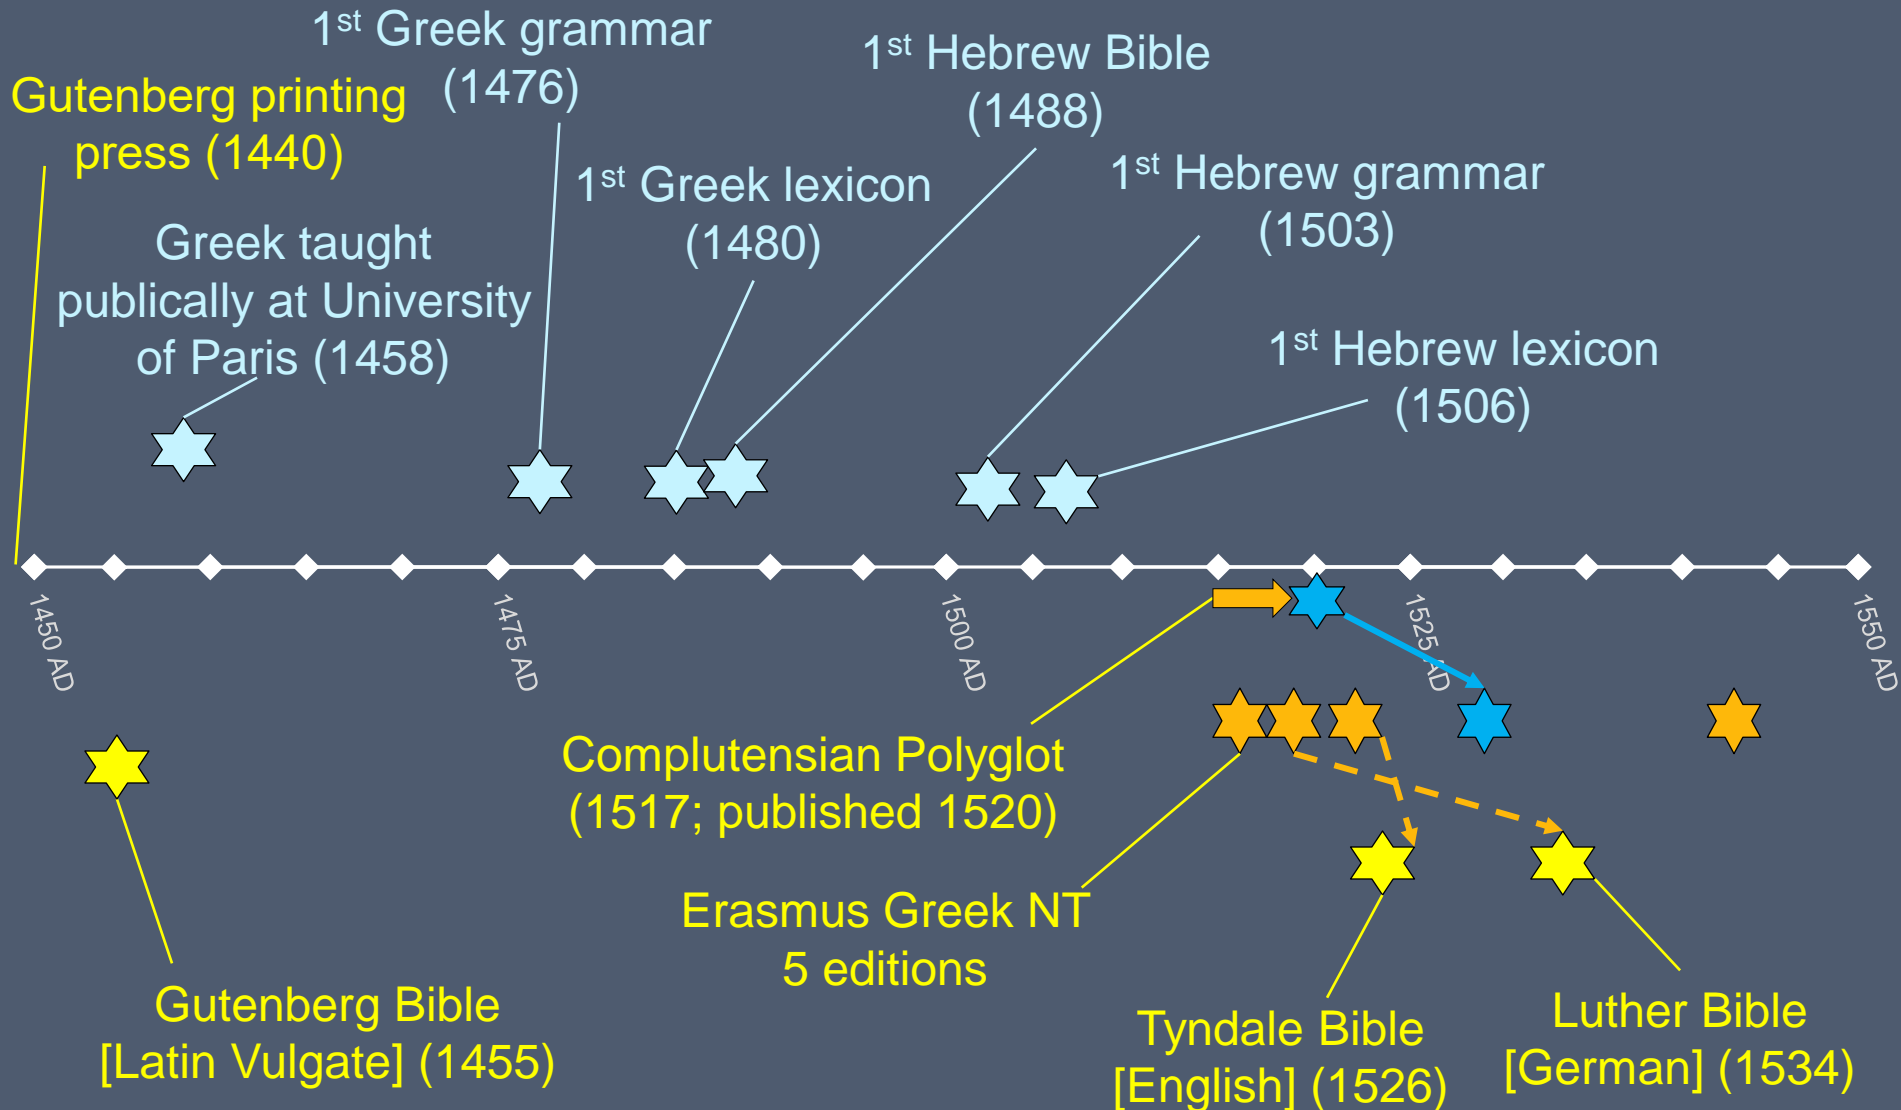 1st Greek grammar
(1476)
1st Hebrew Bible
(1488)
Gutenberg printing
press (1440)
1st Greek lexicon
(1480)
1st Hebrew grammar
(1503)
Greek taught
publically at University
of Paris (1458)
1st Hebrew lexicon
(1506)
1450 AD
1475 AD
1500 AD
1525 AD
1550 AD
Complutensian Polyglot
(1517; published 1520)
Erasmus Greek NT
5 editions
Gutenberg Bible
[Latin Vulgate] (1455)
Tyndale Bible
[English] (1526)
Luther Bible
[German] (1534)